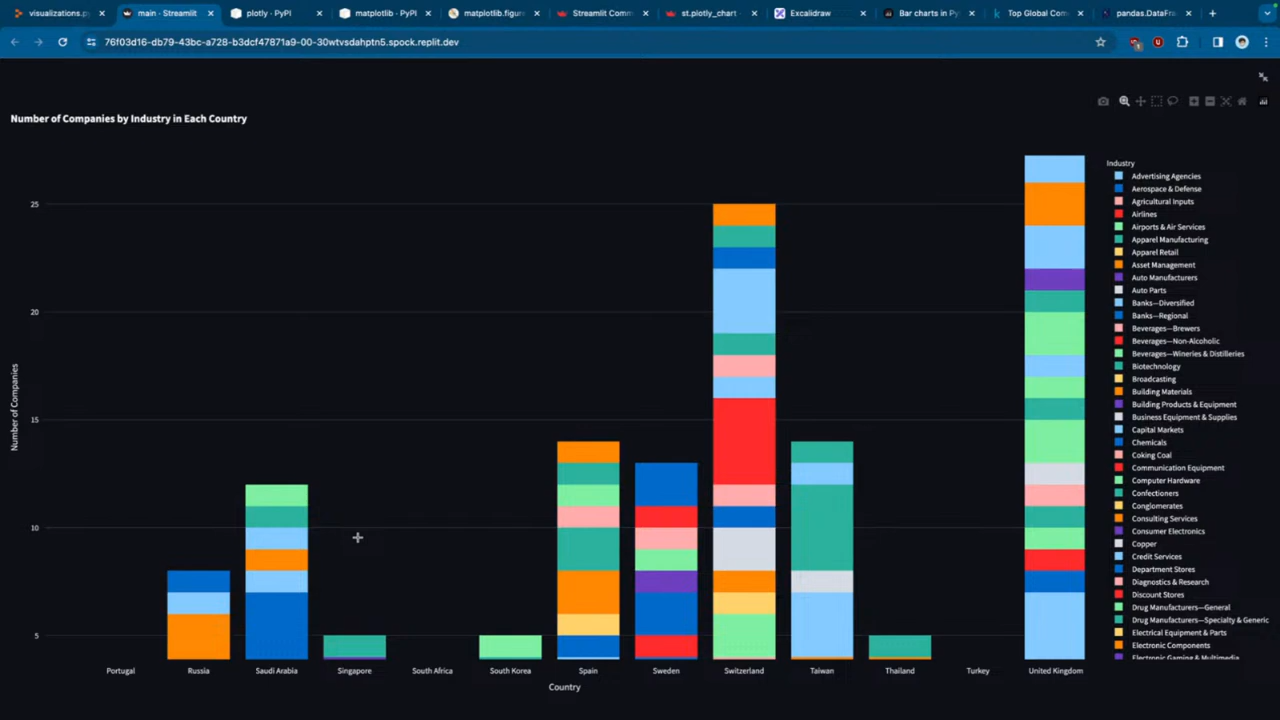 visualizations.py
main · Streamlit
plotly · PyPI
matplotlib · PyPI
matplotlib.figure
Streamlit Comm
st.plotly_chart
Excalidraw
Bar charts in Py
Top Global Com
pandas.DataFra
76f03d16-db79-43bc-a728-b3dcf47871a9-00-30wtvsdahptn5.spock.replit.dev
Number of Companies by Industry in Each Country
Number of Companies
25
20
15
10
5
Portugal
Russia
Saudi Arabia
Singapore
South Africa
South Korea
Spain
Sweden
Switzerland
Taiwan
Thailand
Turkey
United Kingdom
Country
Industry
Advertising Agencies
Aerospace & Defense
Agricultural Inputs
Airlines
Airports & Air Services
Apparel Manufacturing
Apparel Retail
Asset Management
Auto Manufacturers
Auto Parts
Banks—Diversified
Banks—Regional
Beverages—Brewers
Beverages—Non-Alcoholic
Beverages—Wineries & Distilleries
Biotechnology
Broadcasting
Building Materials
Building Products & Equipment
Business Equipment & Supplies
Capital Markets
Chemicals
Coking Coal
Communication Equipment
Computer Hardware
Confectioners
Conglomerates
Consulting Services
Consumer Electronics
Copper
Credit Services
Department Stores
Diagnostics & Research
Discount Stores
Drug Manufacturers—General
Drug Manufacturers—Specialty & Generic
Electrical Equipment & Parts
Electronic Components
Electronic Gaming & Multimedia